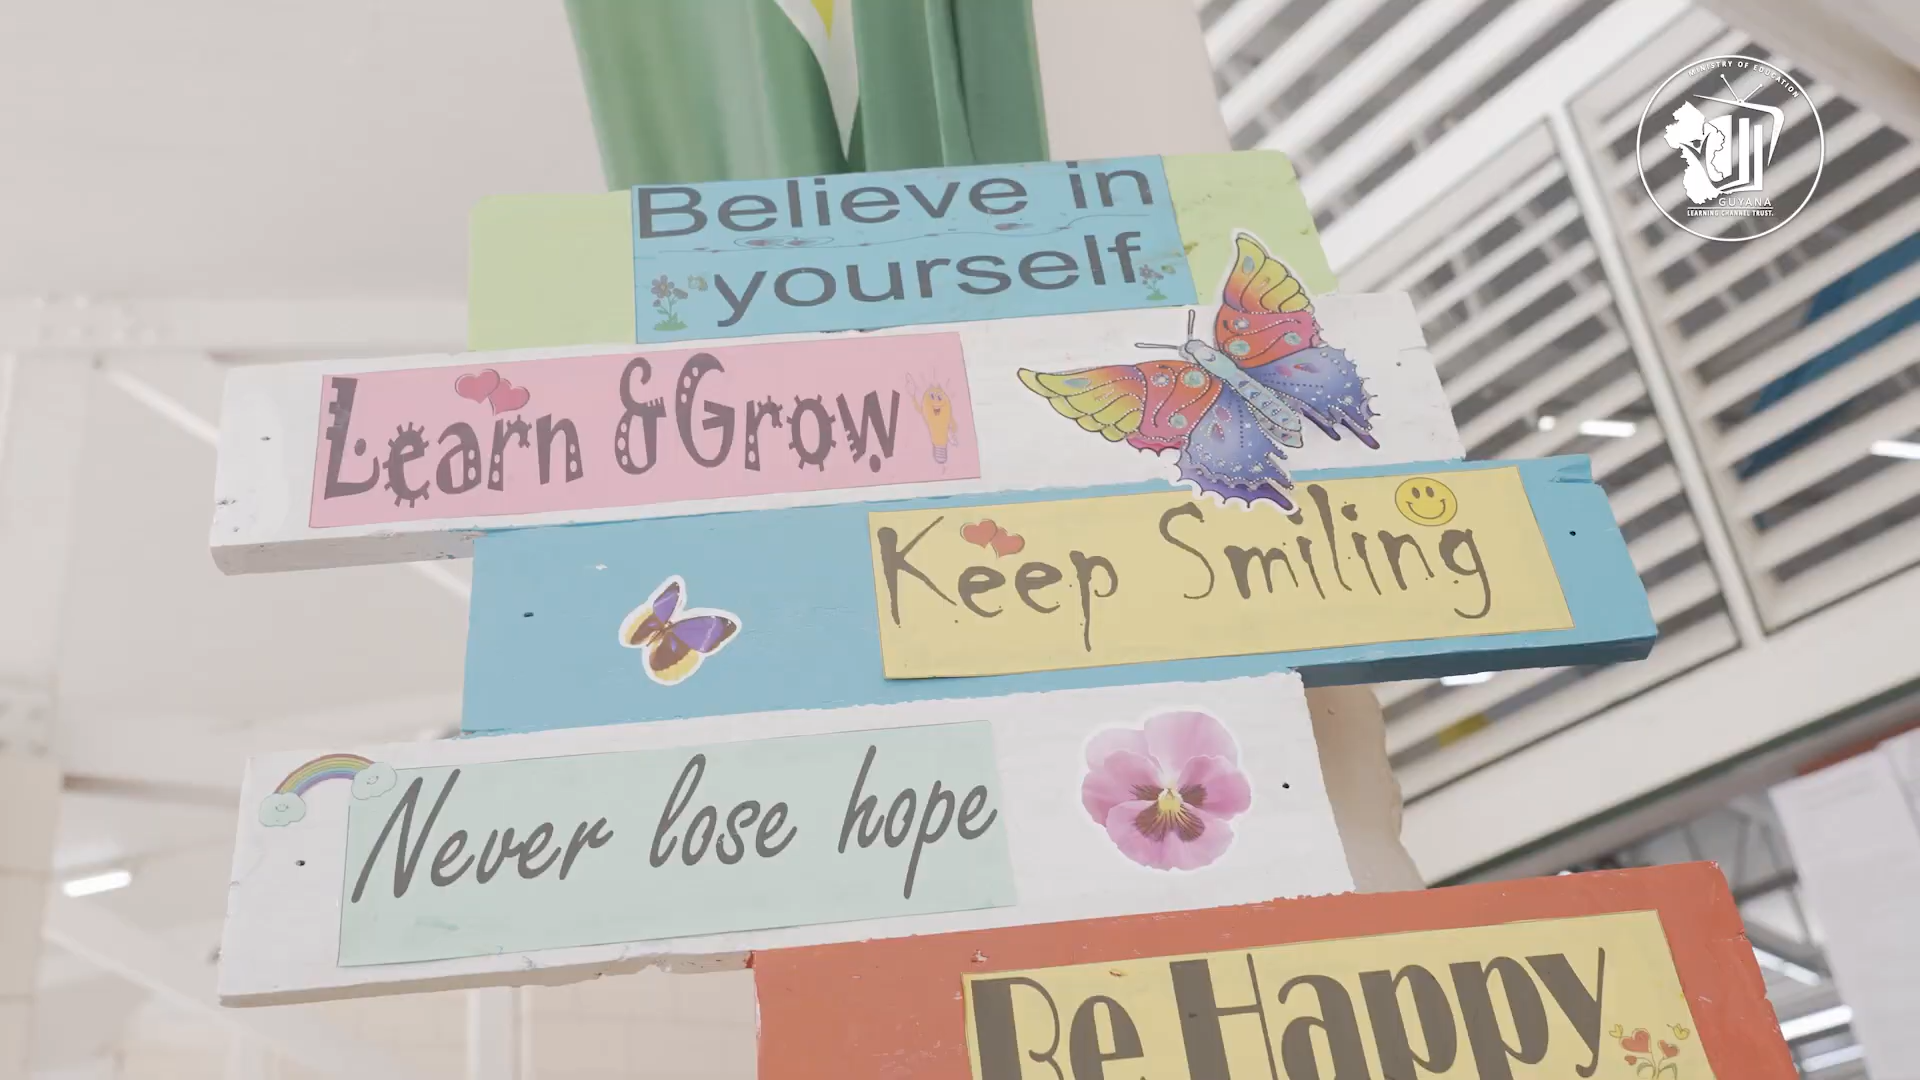 Believe in
yourself
Learn & Grow
Keep Smiling
Never lose hope
Be Happy
MINISTRY OF EDUCATION
GUYANA
LEARNING CHANNEL TRUST.